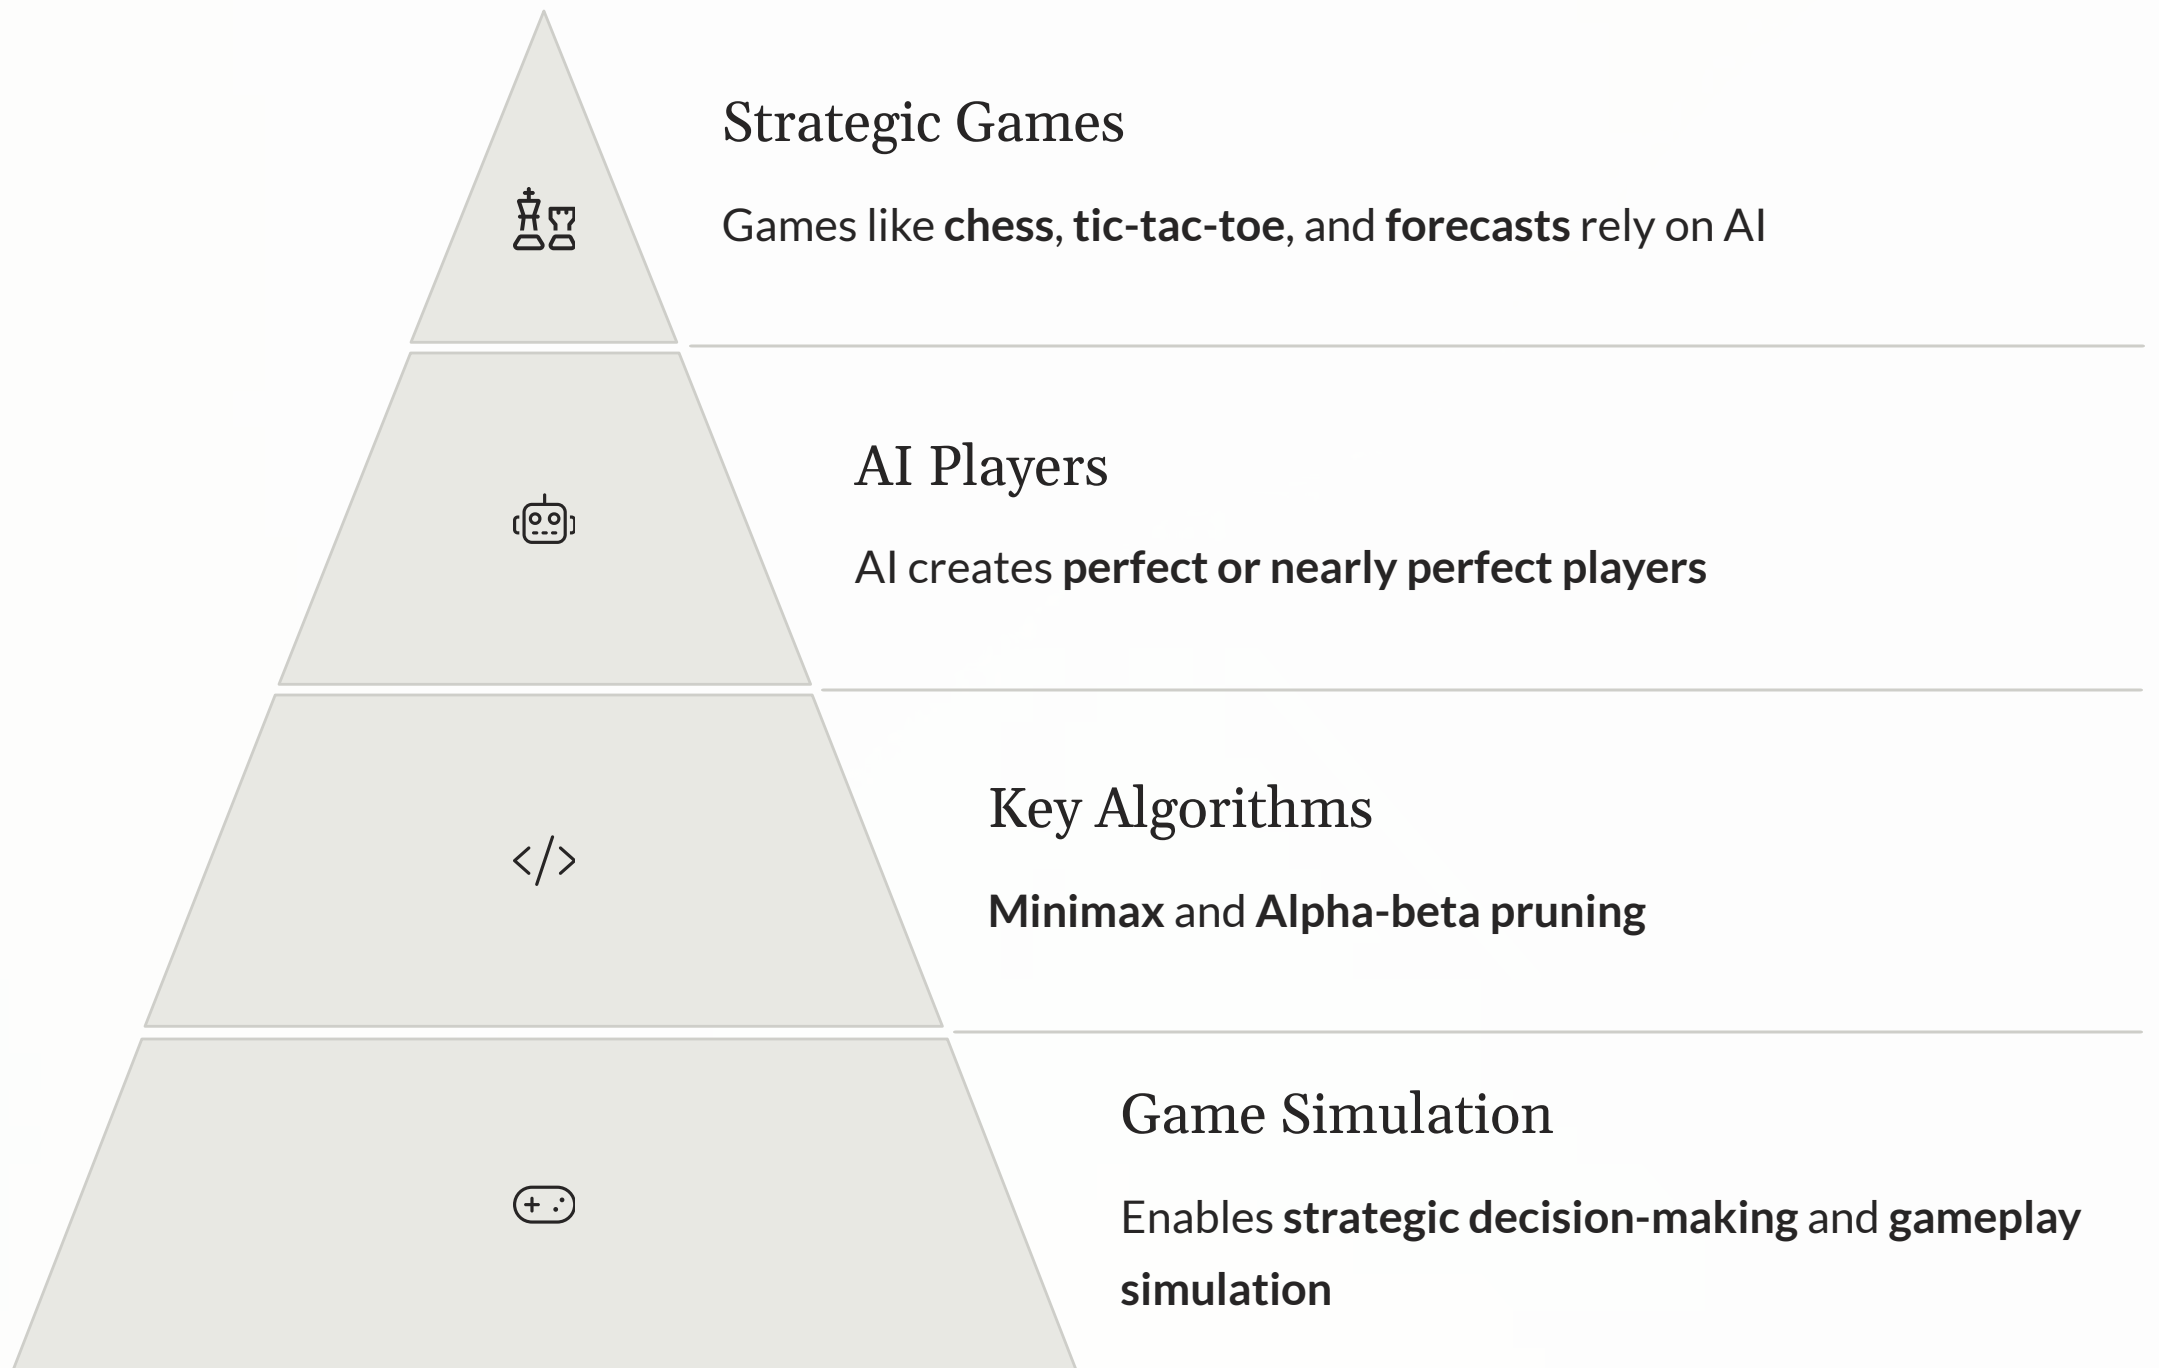 Strategic Games
Games like chess, tic-tac-toe, and forecasts rely on AI
AI Players
AI creates perfect or nearly perfect players
Key Algorithms
Minimax and Alpha-beta pruning
Game Simulation
Enables strategic decision-making and gameplay
simulation